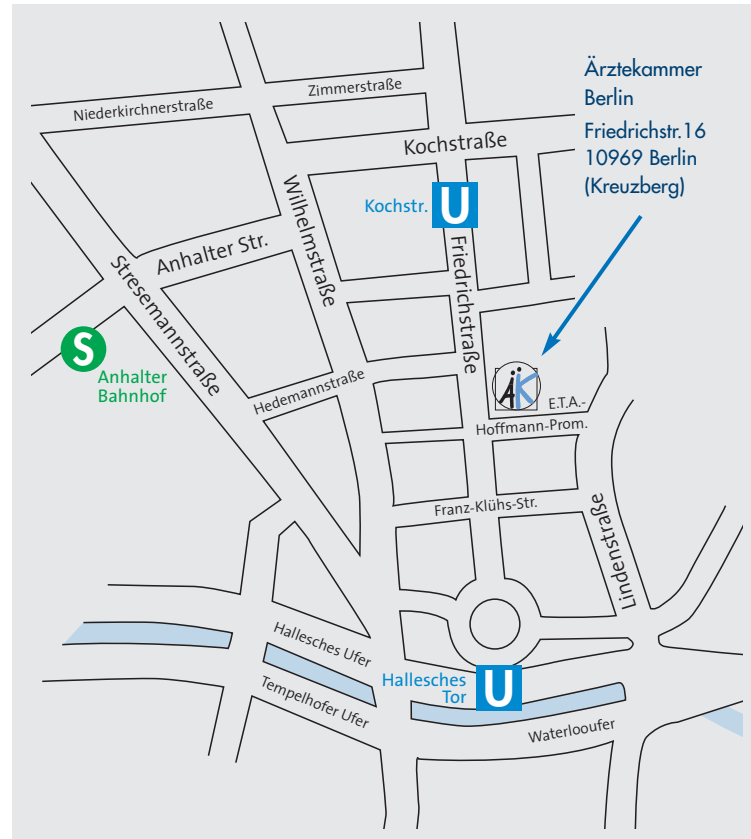 Ärztekammer
Berlin
Friedrichstr.16
10969 Berlin
(Kreuzberg)
Zimmerstraße
Niederkirchnerstraße
Kochstraße
Kochstr.
U
Wilhelmstraße
Friedrichstraße
Anhalter Str.
Stresemannstraße
S
Anhalter
Bahnhof
Hedemannstraße
ÄK
E.T.A.-
Hoffmann-Prom.
Franz-Klühs-Str.
Lindenstraße
Hallesches Ufer
Tempelhofer Ufer
Hallesches
Tor
U
Waterlooufer